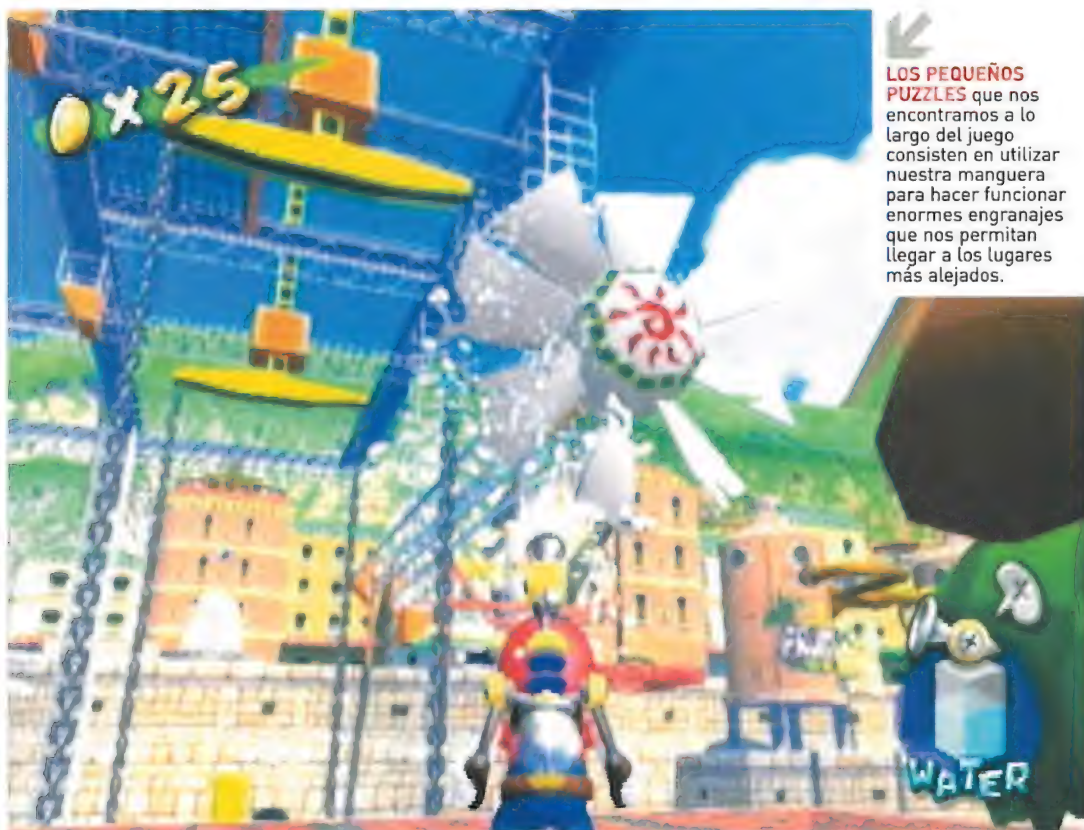 LOS PEQUEÑOS
PUZZLES que nos
encontramos a lo
largo del juego
consisten en utilizar
nuestra manguera
para hacer funcionar
enormes engranajes
que nos permitan
llegar a los lugares
más alejados.
0 x 25
WATER